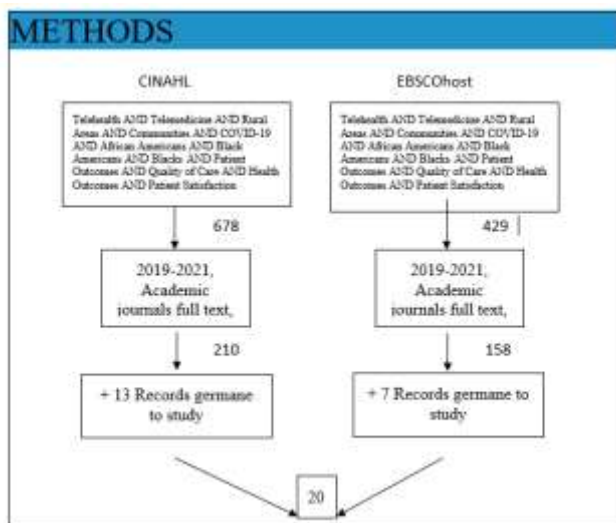 METHODS
CINAHL
Telehealth AND Telemedicine AND Rural
Areas AND Communities AND COVID-19
AND African Americans AND Black
Americans AND Blacks AND Patient
Outcomes AND Quality of Care AND Health
Outcomes AND Patient Satisfaction
678
2019-2021,
Academic
journals full text,
210
+ 13 Records germane
to study
EBSCOhost
Telehealth AND Telemedicine AND Rural
Areas AND Communities AND COVID-19
AND African Americans AND Black
Americans AND Blacks AND Patient
Outcomes AND Quality of Care AND Health
Outcomes AND Patient Satisfaction
429
2019-2021,
Academic
journals full text,
158
+ 7 Records germane to
study
20